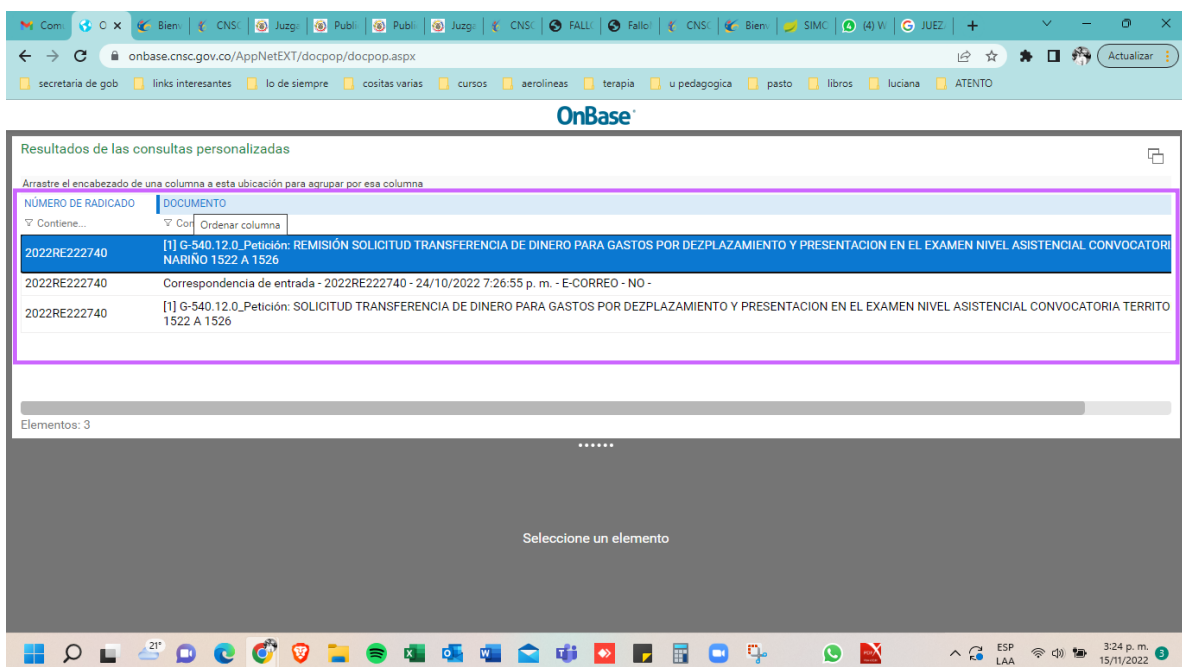 Com
O
Bien
CNSC
Juzga
Publi
Publi
Juzga
CNSC
FALL
Fallo
CNSC
Bien
SIMO
(4) W
JUEZ
onbase.cnsc.gov.co/AppNetEXT/docpop/docpop.aspx
Actualizar
secretaria de gob
links interesantes
lo de siempre
cositas varias
cursos
aerolineas
terapia
u pedagogica
pasto
libros
luciana
ATENTO
OnBase
Resultados de las consultas personalizadas
Arrastre el encabezado de una columna a esta ubicación para agrupar por esa columna
NÚMERO DE RADICADO DOCUMENTO
Contiene... Con
Ordenar columna
2022RE222740 [1] G-540.12.0_Petición: REMISIÓN SOLICITUD TRANSFERENCIA DE DINERO PARA GASTOS POR DEZPLAZAMIENTO Y PRESENTACION EN EL EXAMEN NIVEL ASISTENCIAL CONVOCATORI
NARIÑO 1522 A 1526
2022RE222740 Correspondencia de entrada - 2022RE222740 - 24/10/2022 7:26:55 p. m. - E-CORREO - NO -
2022RE222740 [1] G-540.12.0_Petición: SOLICITUD TRANSFERENCIA DE DINERO PARA GASTOS POR DEZPLAZAMIENTO Y PRESENTACION EN EL EXAMEN NIVEL ASISTENCIAL CONVOCATORIA TERRITO
1522 A 1526
Elementos: 3
Seleccione un elemento
21°
ESP
LAA
3:24 p. m.
15/11/2022
3